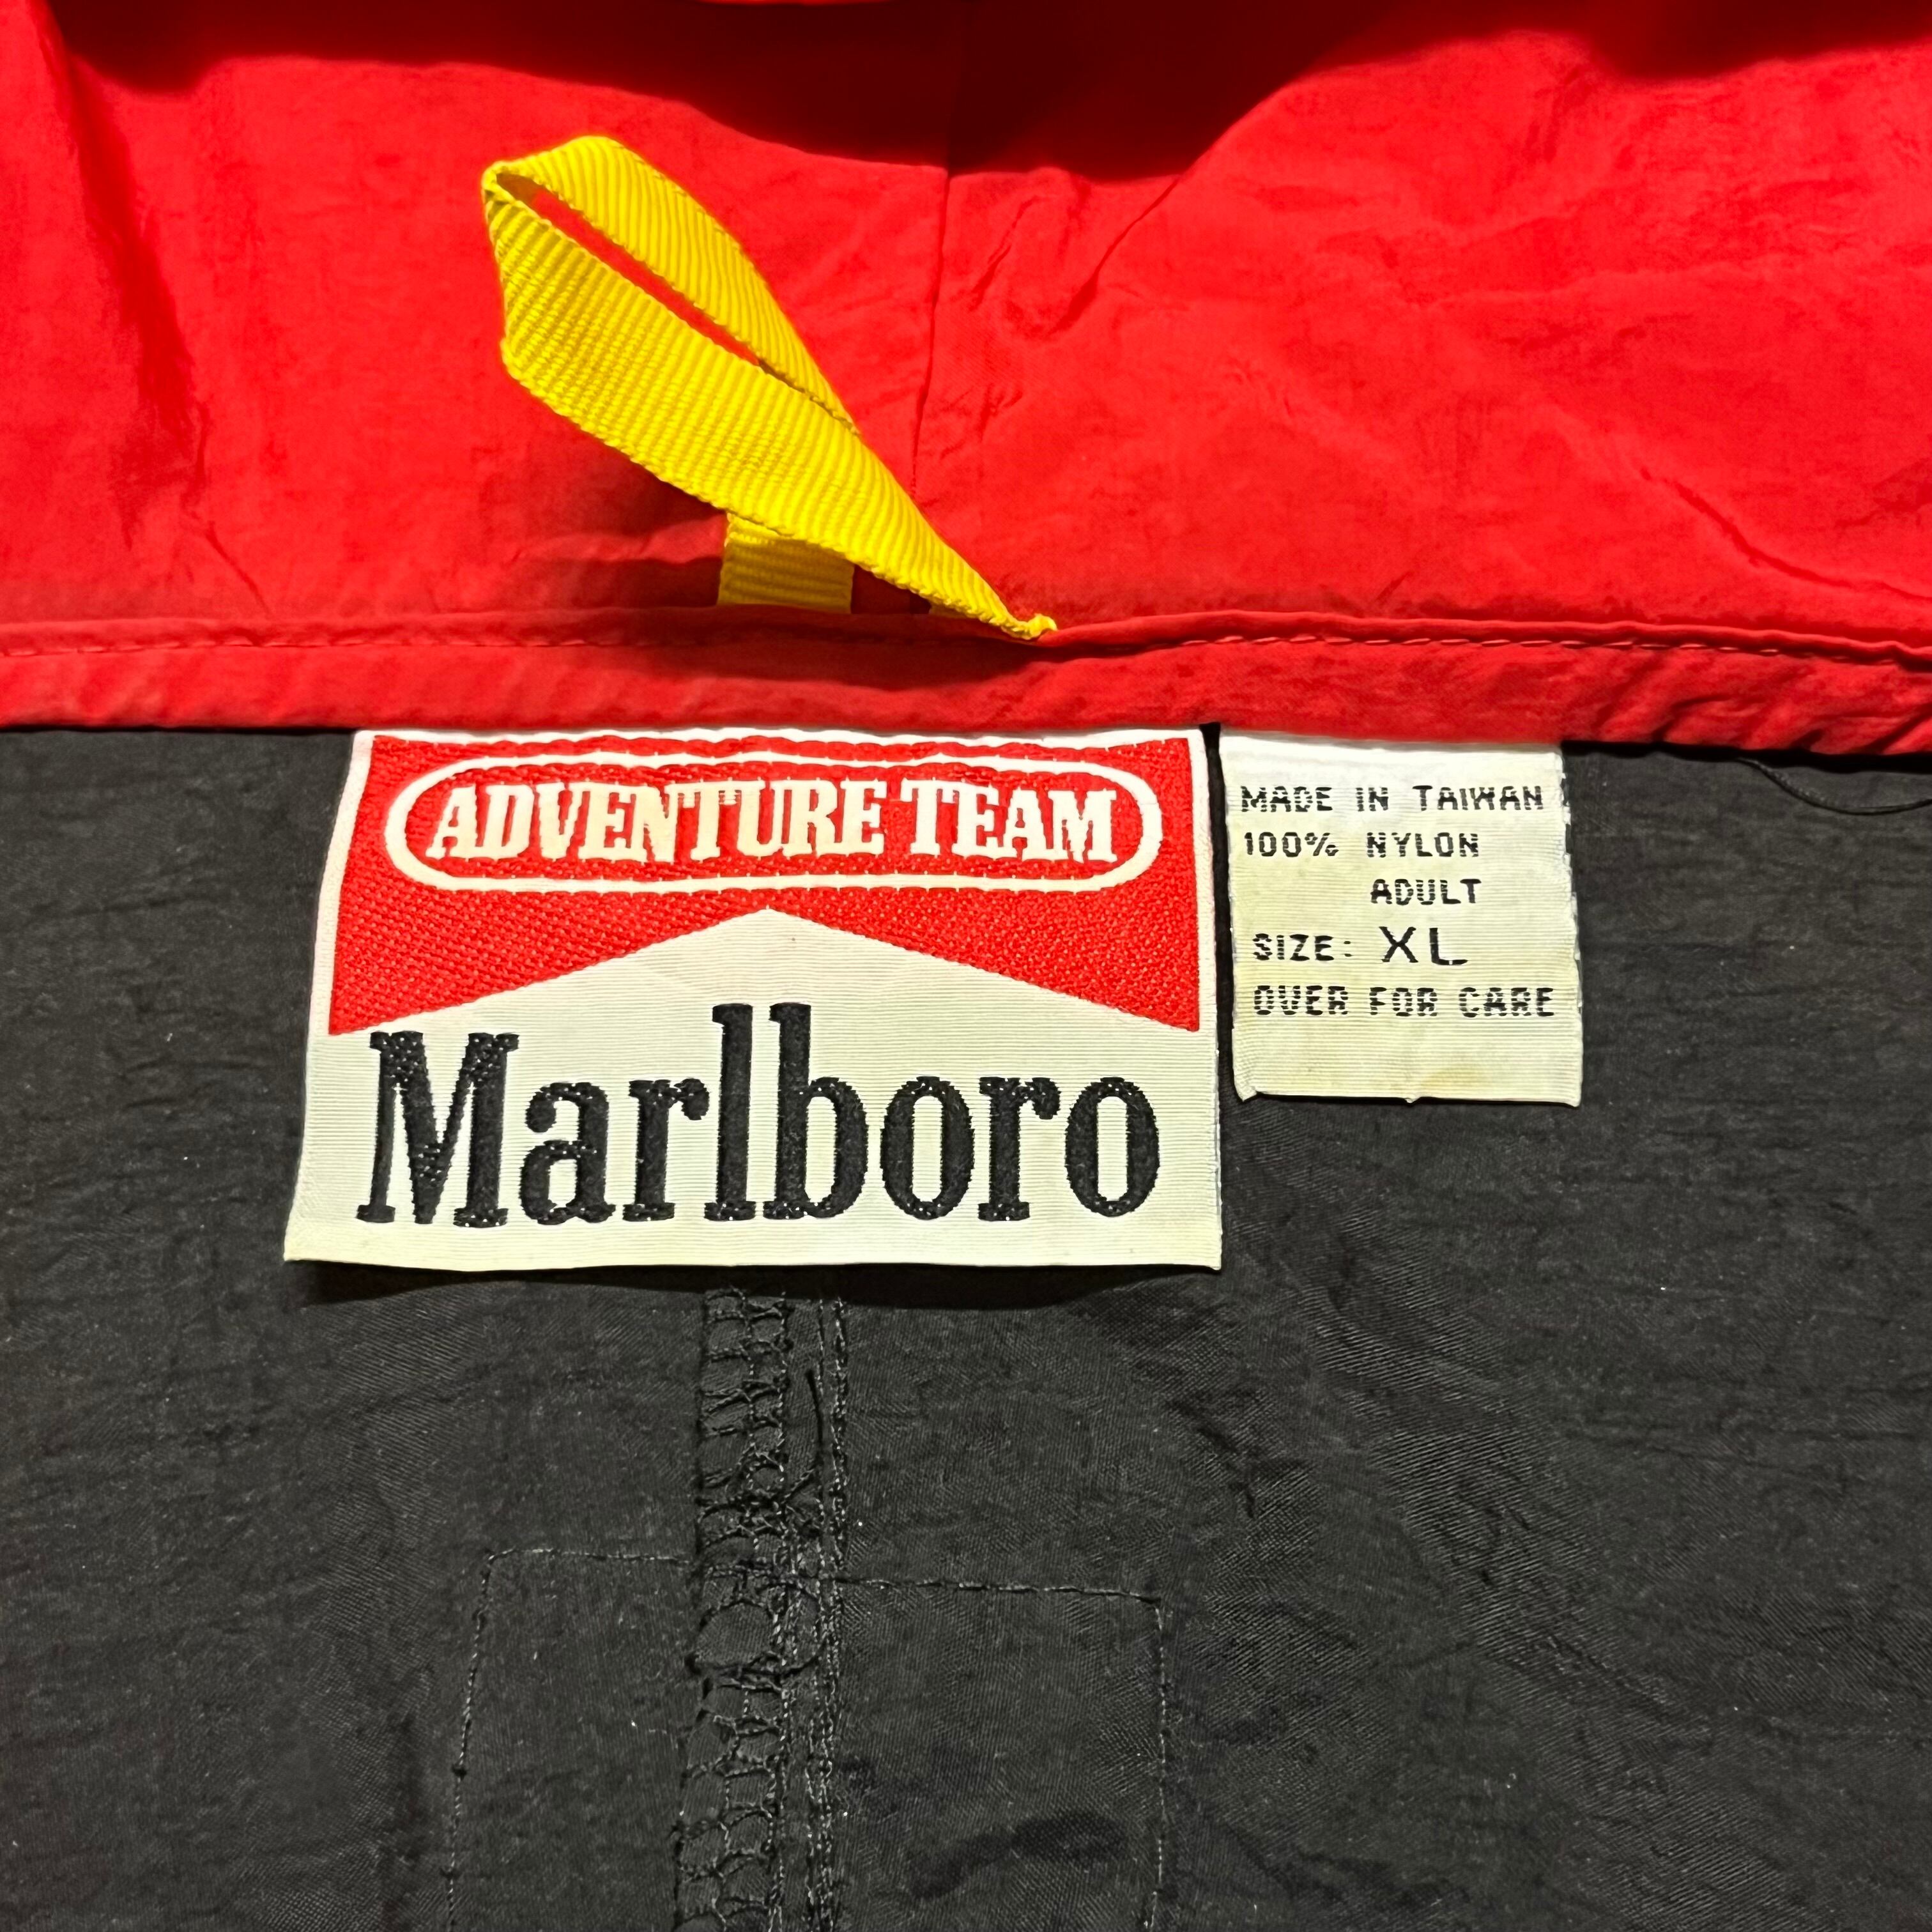 ADVENTURE TEAM
Marlboro
MADE IN TAIWAN
100% NYLON
ADULT
SIZE: XL
OVER FOR CARE